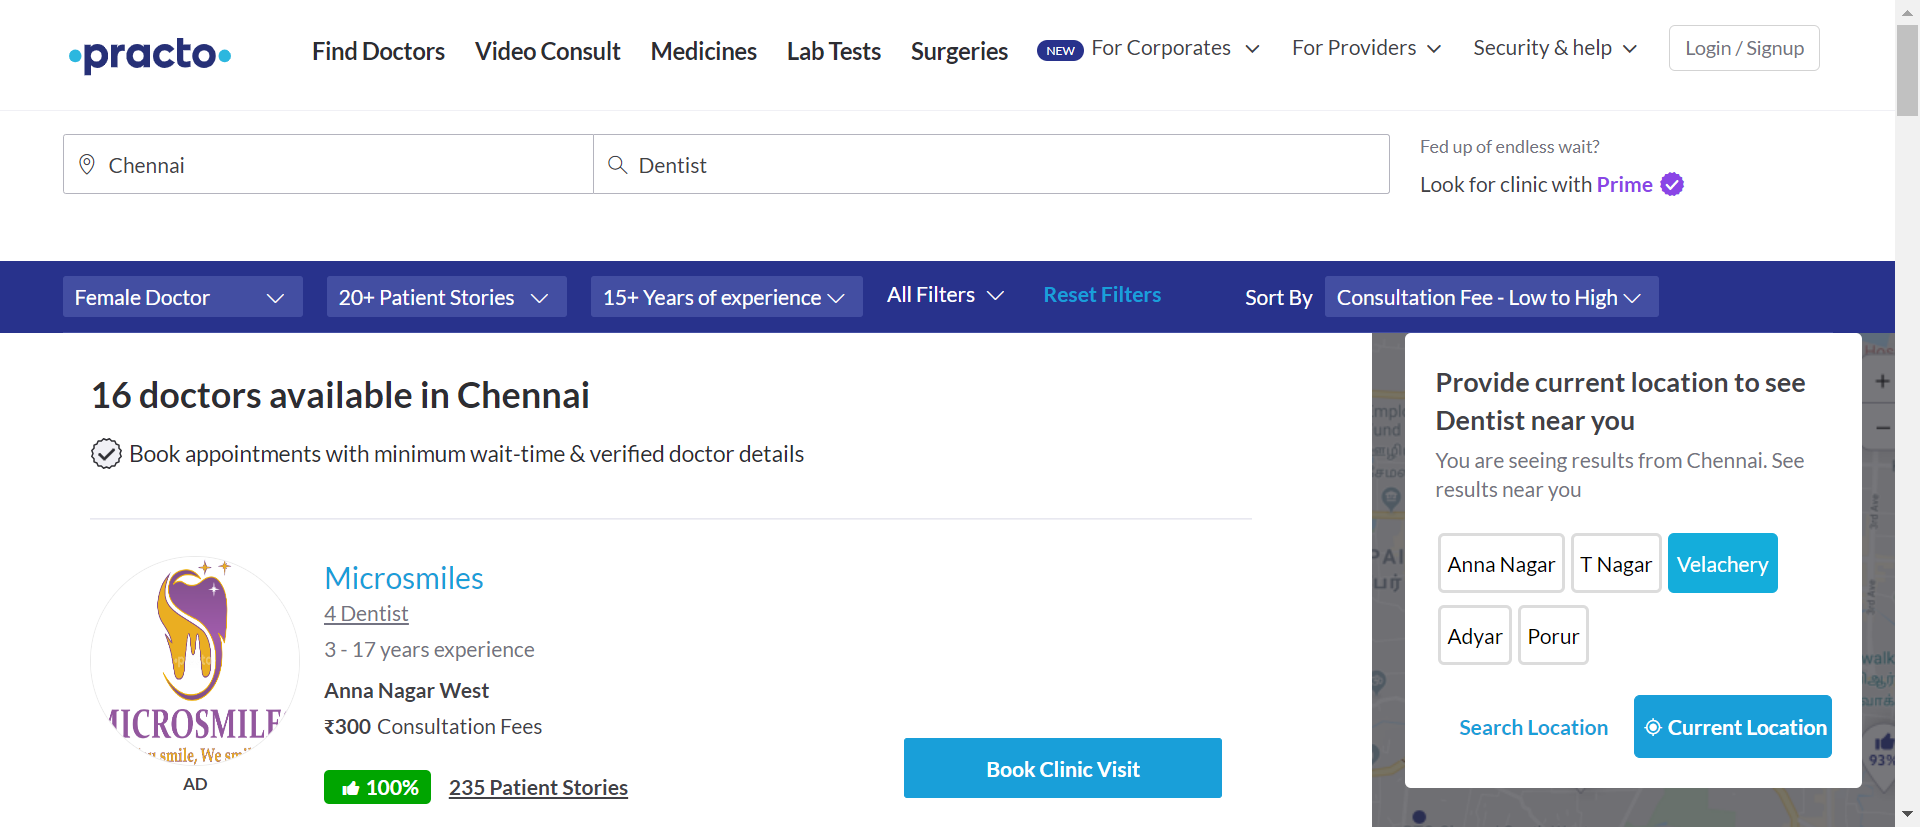 practo
Find Doctors
Video Consult
Medicines
Lab Tests
Surgeries
NEW
For Corporates
For Providers
Security & help
Login / Signup
Chennai
Dentist
Fed up of endless wait?
Look for clinic with Prime
Female Doctor
20+ Patient Stories
15+ Years of experience
All Filters
Reset Filters
Sort By
Consultation Fee - Low to High
16 doctors available in Chennai
Book appointments with minimum wait-time & verified doctor details
Microsmiles
4 Dentist
3 - 17 years experience
Anna Nagar West
₹300 Consultation Fees
100%
235 Patient Stories
AD
Book Clinic Visit
Provide current location to see
Dentist near you
You are seeing results from Chennai. See
results near you
Anna Nagar
T Nagar
Velachery
Adyar
Porur
Search Location
Current Location
3rd Ave
3rd Ave
93%